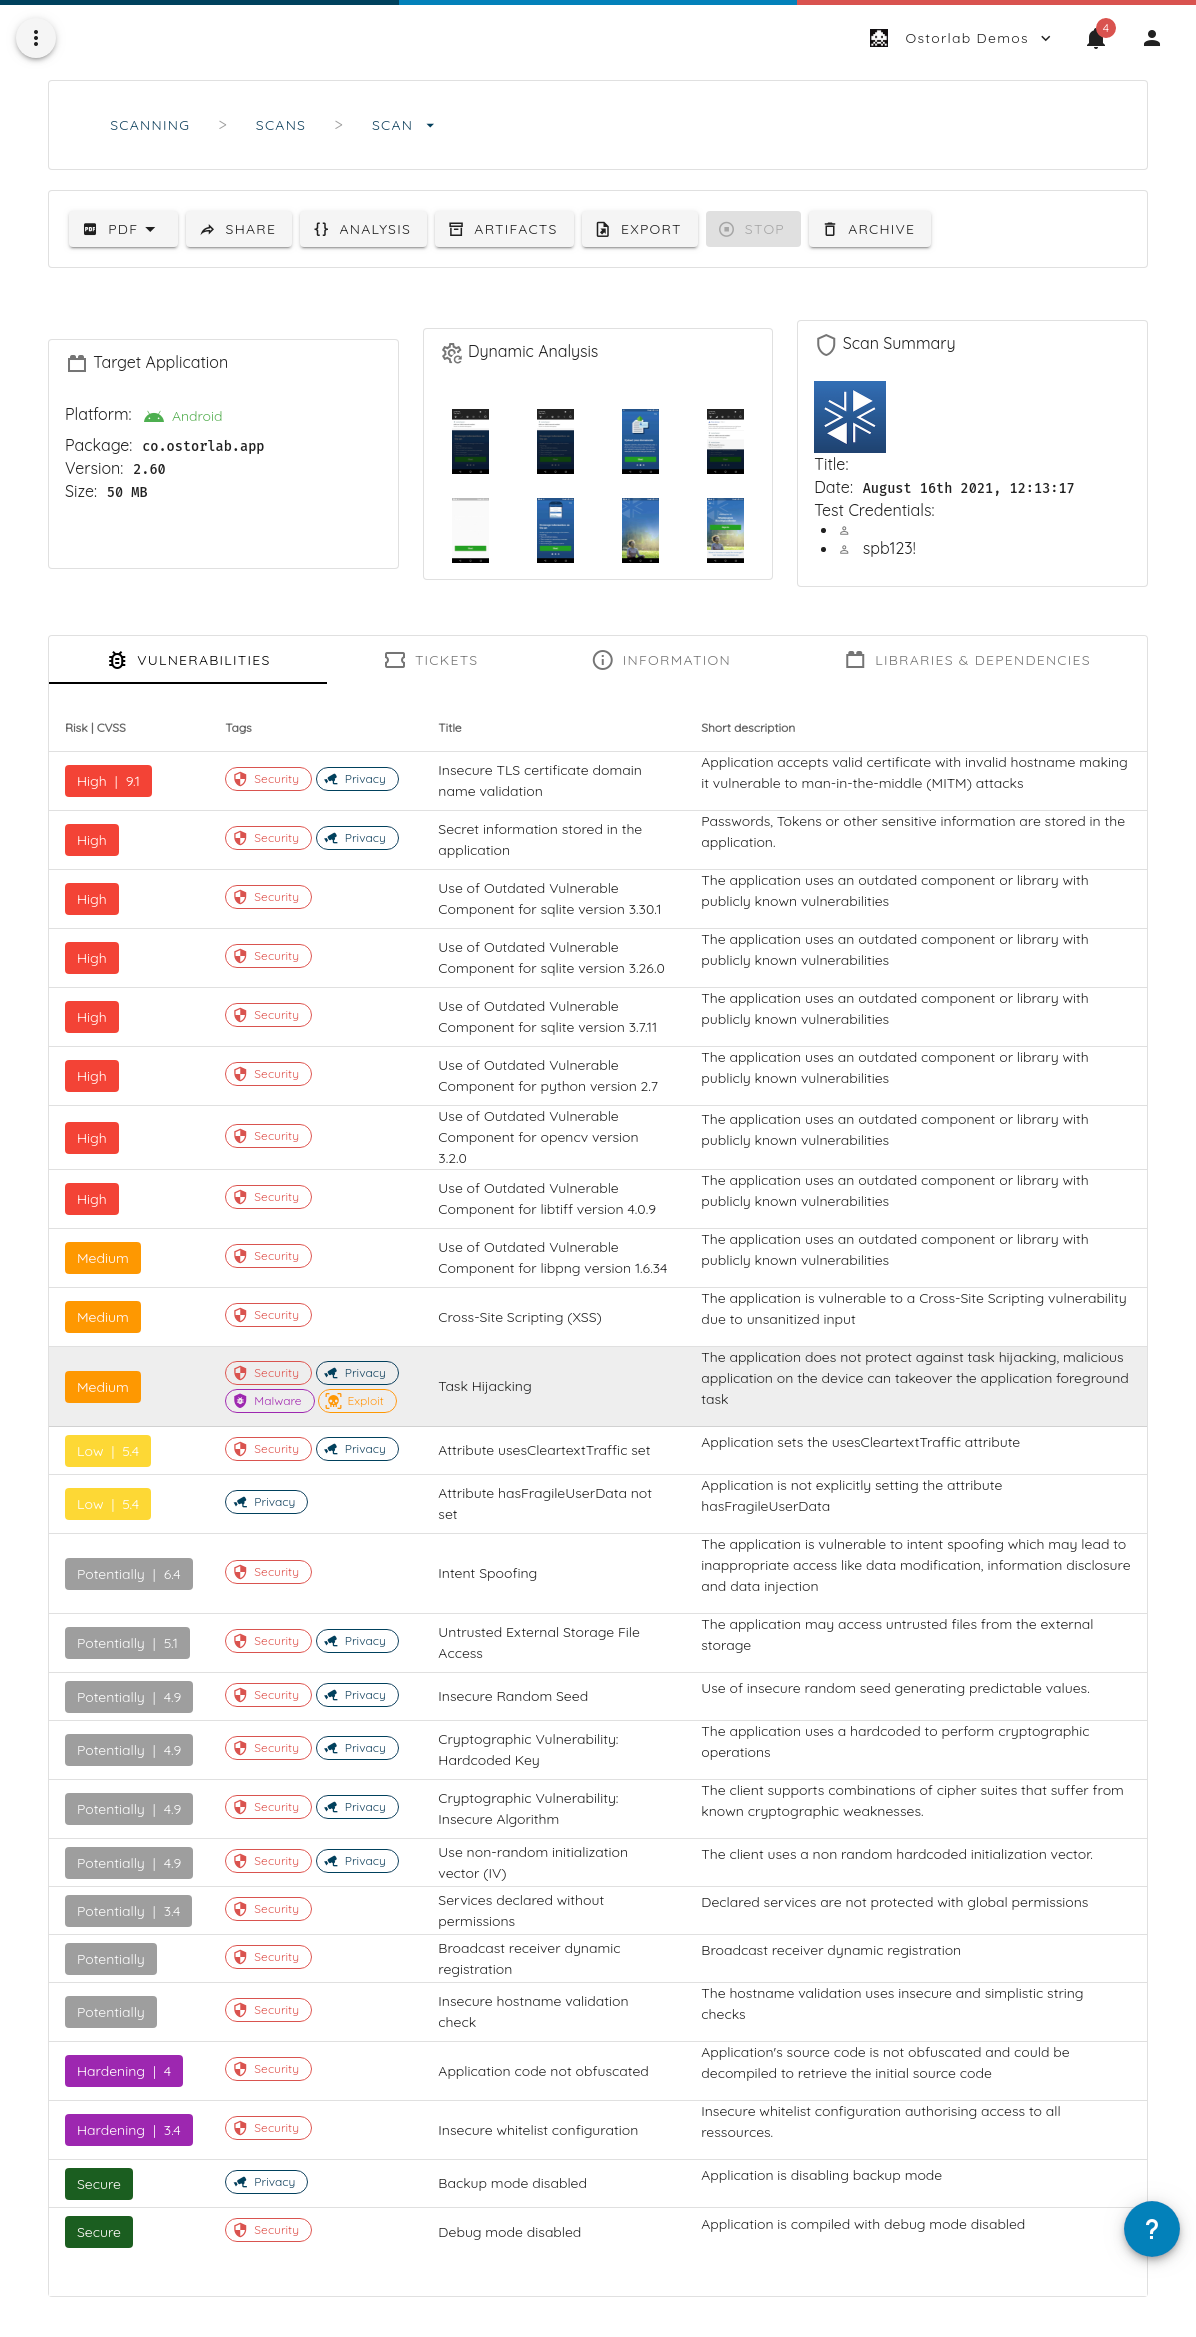 Ostorlab Demos
4
SCANNING > SCANS > SCAN
PDF SHARE ANALYSIS ARTIFACTS EXPORT STOP ARCHIVE
Target Application
Platform: Android
Package: co.ostorlab.app
Version: 2.60
Size: 50 MB
Dynamic Analysis
Scan Summary
Title:
Date: August 16th 2021, 12:13:17
Test Credentials:
spb123!
VULNERABILITIES TICKETS INFORMATION LIBRARIES & DEPENDENCIES
Risk | CVSS Tags Title Short description
High | 9.1 Security Privacy Insecure TLS certificate domain name validation Application accepts valid certificate with invalid hostname making it vulnerable to man-in-the-middle (MITM) attacks
High Security Privacy Secret information stored in the application Passwords, Tokens or other sensitive information are stored in the application.
High Security Use of Outdated Vulnerable Component for sqlite version 3.30.1 The application uses an outdated component or library with publicly known vulnerabilities
High Security Use of Outdated Vulnerable Component for sqlite version 3.26.0 The application uses an outdated component or library with publicly known vulnerabilities
High Security Use of Outdated Vulnerable Component for sqlite version 3.7.11 The application uses an outdated component or library with publicly known vulnerabilities
High Security Use of Outdated Vulnerable Component for python version 2.7 The application uses an outdated component or library with publicly known vulnerabilities
High Security Use of Outdated Vulnerable Component for opencv version 3.2.0 The application uses an outdated component or library with publicly known vulnerabilities
High Security Use of Outdated Vulnerable Component for libtiff version 4.0.9 The application uses an outdated component or library with publicly known vulnerabilities
Medium Security Use of Outdated Vulnerable Component for libpng version 1.6.34 The application uses an outdated component or library with publicly known vulnerabilities
Medium Security Cross-Site Scripting (XSS) The application is vulnerable to a Cross-Site Scripting vulnerability due to unsanitized input
Medium Security Privacy Malware Exploit Task Hijacking The application does not protect against task hijacking, malicious application on the device can takeover the application foreground task
Low | 5.4 Security Privacy Attribute usesCleartextTraffic set Application sets the usesCleartextTraffic attribute
Low | 5.4 Privacy Attribute hasFragileUserData not set Application is not explicitly setting the attribute hasFragileUserData
Potentially | 6.4 Security Intent Spoofing The application is vulnerable to intent spoofing which may lead to inappropriate access like data modification, information disclosure and data injection
Potentially | 5.1 Security Privacy Untrusted External Storage File Access The application may access untrusted files from the external storage
Potentially | 4.9 Security Privacy Insecure Random Seed Use of insecure random seed generating predictable values.
Potentially | 4.9 Security Privacy Cryptographic Vulnerability: Hardcoded Key The application uses a hardcoded to perform cryptographic operations
Potentially | 4.9 Security Privacy Cryptographic Vulnerability: Insecure Algorithm The client supports combinations of cipher suites that suffer from known cryptographic weaknesses.
Potentially | 4.9 Security Privacy Use non-random initialization vector (IV) The client uses a non random hardcoded initialization vector.
Potentially | 3.4 Security Services declared without permissions Declared services are not protected with global permissions
Potentially Security Broadcast receiver dynamic registration Broadcast receiver dynamic registration
Potentially Security Insecure hostname validation check The hostname validation uses insecure and simplistic string checks
Hardening | 4 Security Application code not obfuscated Application's source code is not obfuscated and could be decompiled to retrieve the initial source code
Hardening | 3.4 Security Insecure whitelist configuration Insecure whitelist configuration authorising access to all ressources.
Secure Privacy Backup mode disabled Application is disabling backup mode
Secure Security Debug mode disabled Application is compiled with debug mode disabled
?